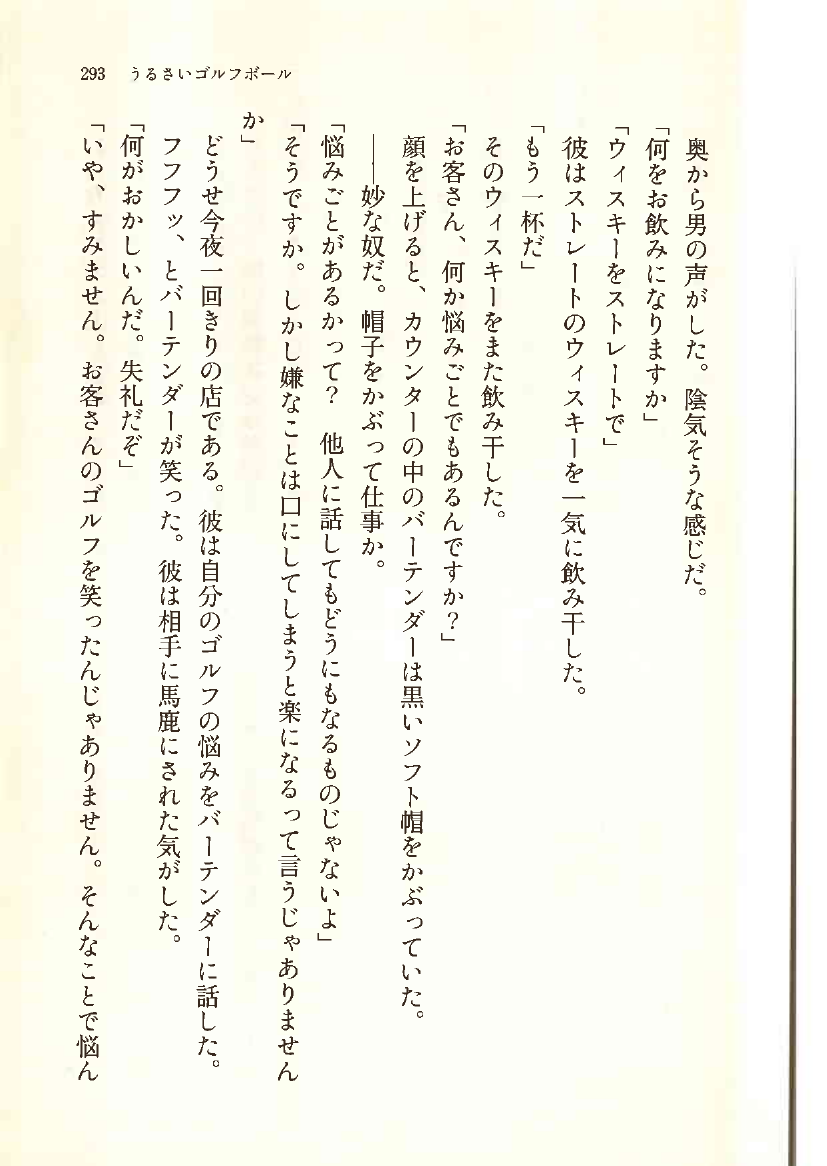 293 うるさいゴルフボール
奥から男の声がした。陰気そうな感じだ。
「何をお飲みになりますか」
「ウィスキーをストレートで」
彼はストレートのウィスキーを一気に飲み干した。
「もう一杯だ」
そのウィスキーをまた飲み干した。
「お客さん、何か悩みごとでもあるんですか？」
顔を上げると、カウンターの中のバーテンダーは黒いソフト帽をかぶっていた。
――妙な奴だ。帽子をかぶって仕事か。
「悩みごとがあるかって？　他人に話してもどうにもなるものじゃないよ」
「そうですか。しかし嫌なことは口にしてしまうと楽になるって言うじゃありません
か」
どうせ今夜一回きりの店である。彼は自分のゴルフの悩みをバーテンダーに話した。
フフフッ、とバーテンダーが笑った。彼は相手に馬鹿にされた気がした。
「何がおかしいんだ。失礼だぞ」
「いや、すみません。お客さんのゴルフを笑ったんじゃありません。そんなことで悩ん